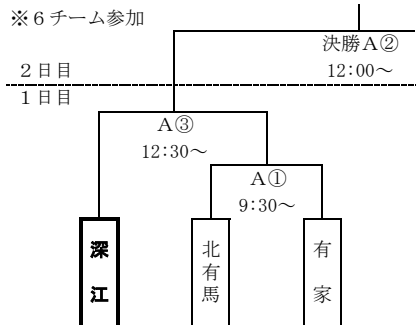 ※６チーム参加
決勝A②
２日目
12:00～
１日目
A③
12:30～
A①
9:30～
深江
北有馬
有家